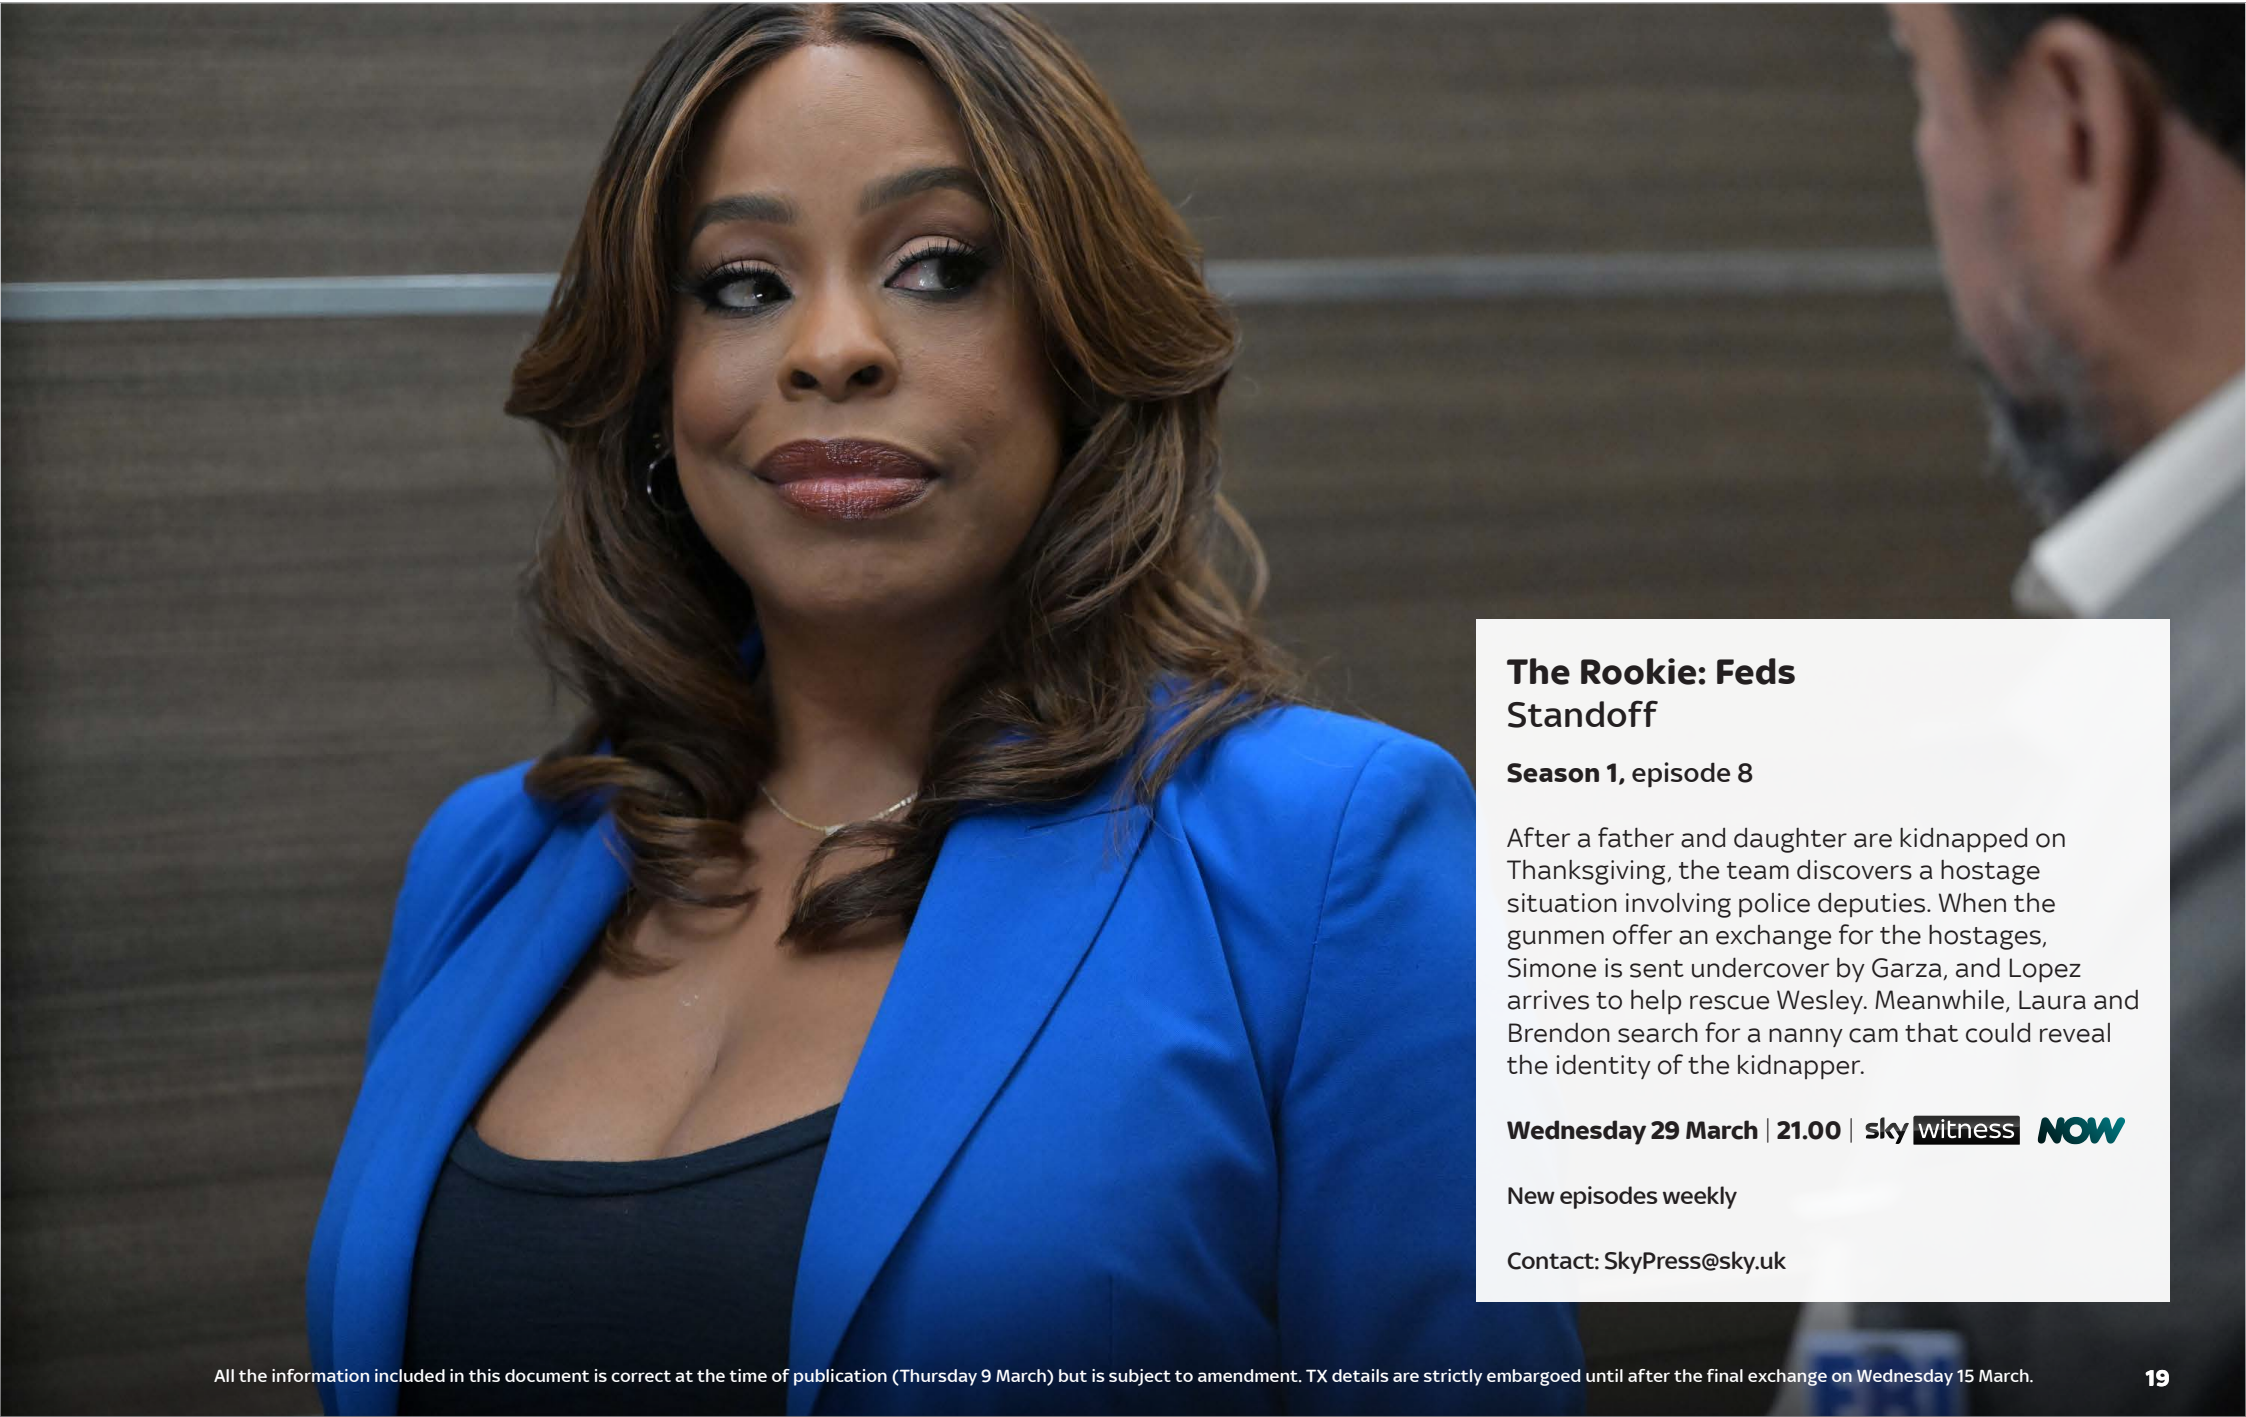 The Rookie: Feds
Standoff
Season 1, episode 8
After a father and daughter are kidnapped on
Thanksgiving, the team discovers a hostage
situation involving police deputies. When the
gunmen offer an exchange for the hostages,
Simone is sent undercover by Garza, and Lopez
arrives to help rescue Wesley. Meanwhile, Laura and
Brendon search for a nanny cam that could reveal
the identity of the kidnapper.
Wednesday 29 March | 21.00 | sky witness NOW
New episodes weekly
Contact: SkyPress@sky.uk
FBI
All the information included in this document is correct at the time of publication (Thursday 9 March) but is subject to amendment. TX details are strictly embargoed until after the final exchange on Wednesday 15 March. 19